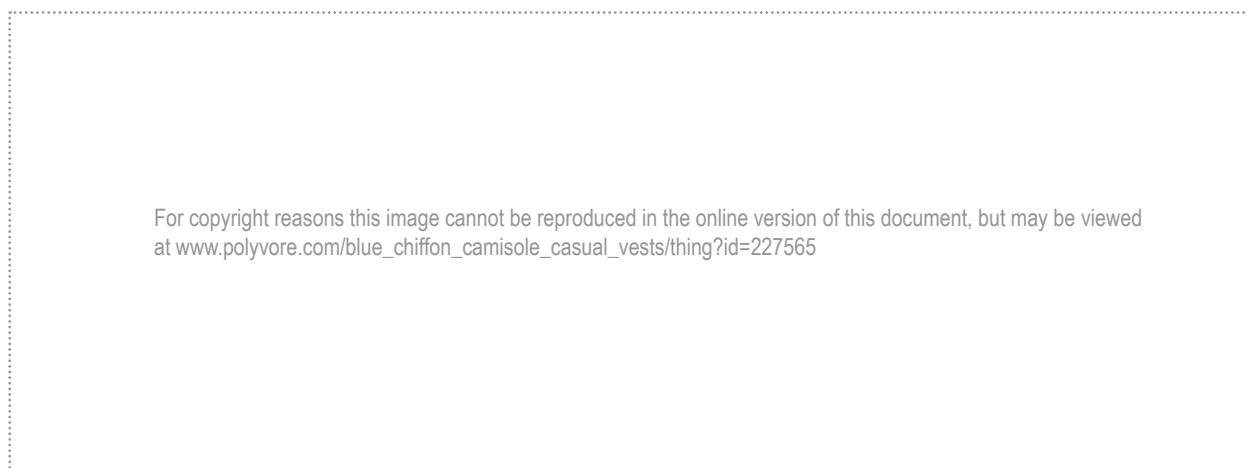 For copyright reasons this image cannot be reproduced in the online version of this document, but may be viewed
at www.polyvore.com/blue_chiffon_camisole_casual_vests/thing?id=227565